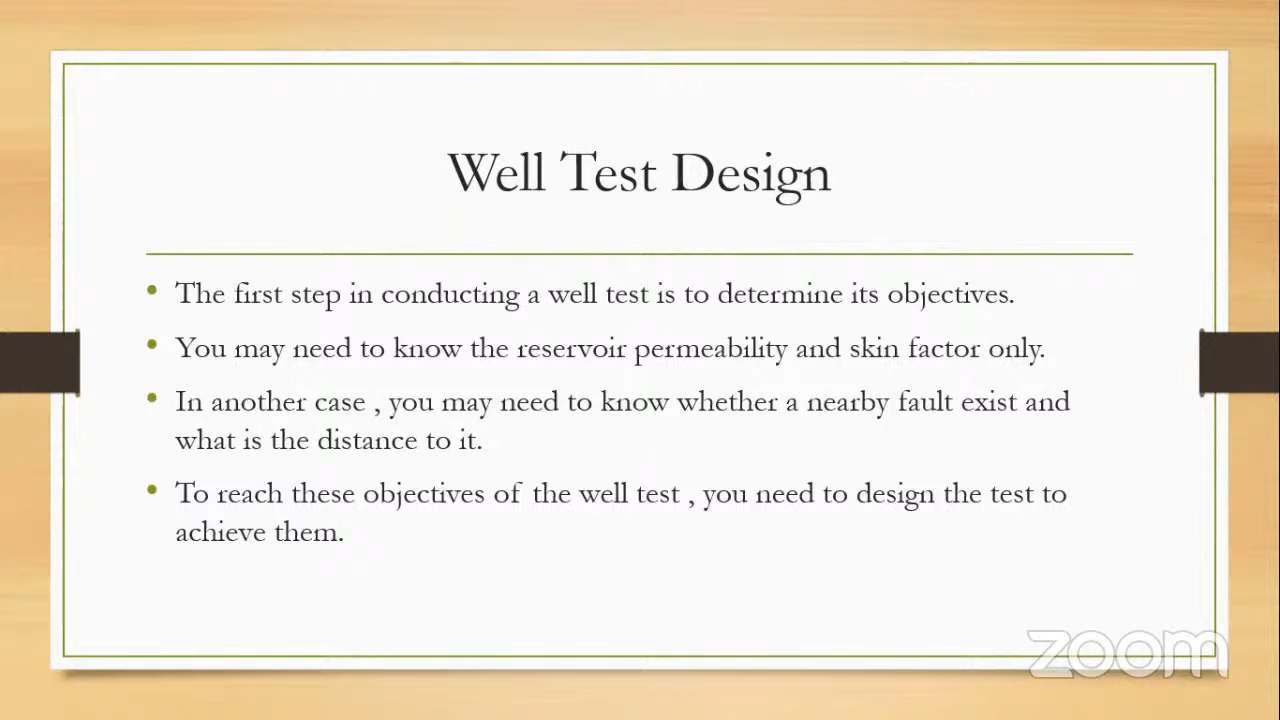 Well Test Design
• The first step in conducting a well test is to determine its objectives.
• You may need to know the reservoir permeability and skin factor only.
• In another case , you may need to know whether a nearby fault exist and
what is the distance to it.
• To reach these objectives of the well test , you need to design the test to
achieve them.
zoom